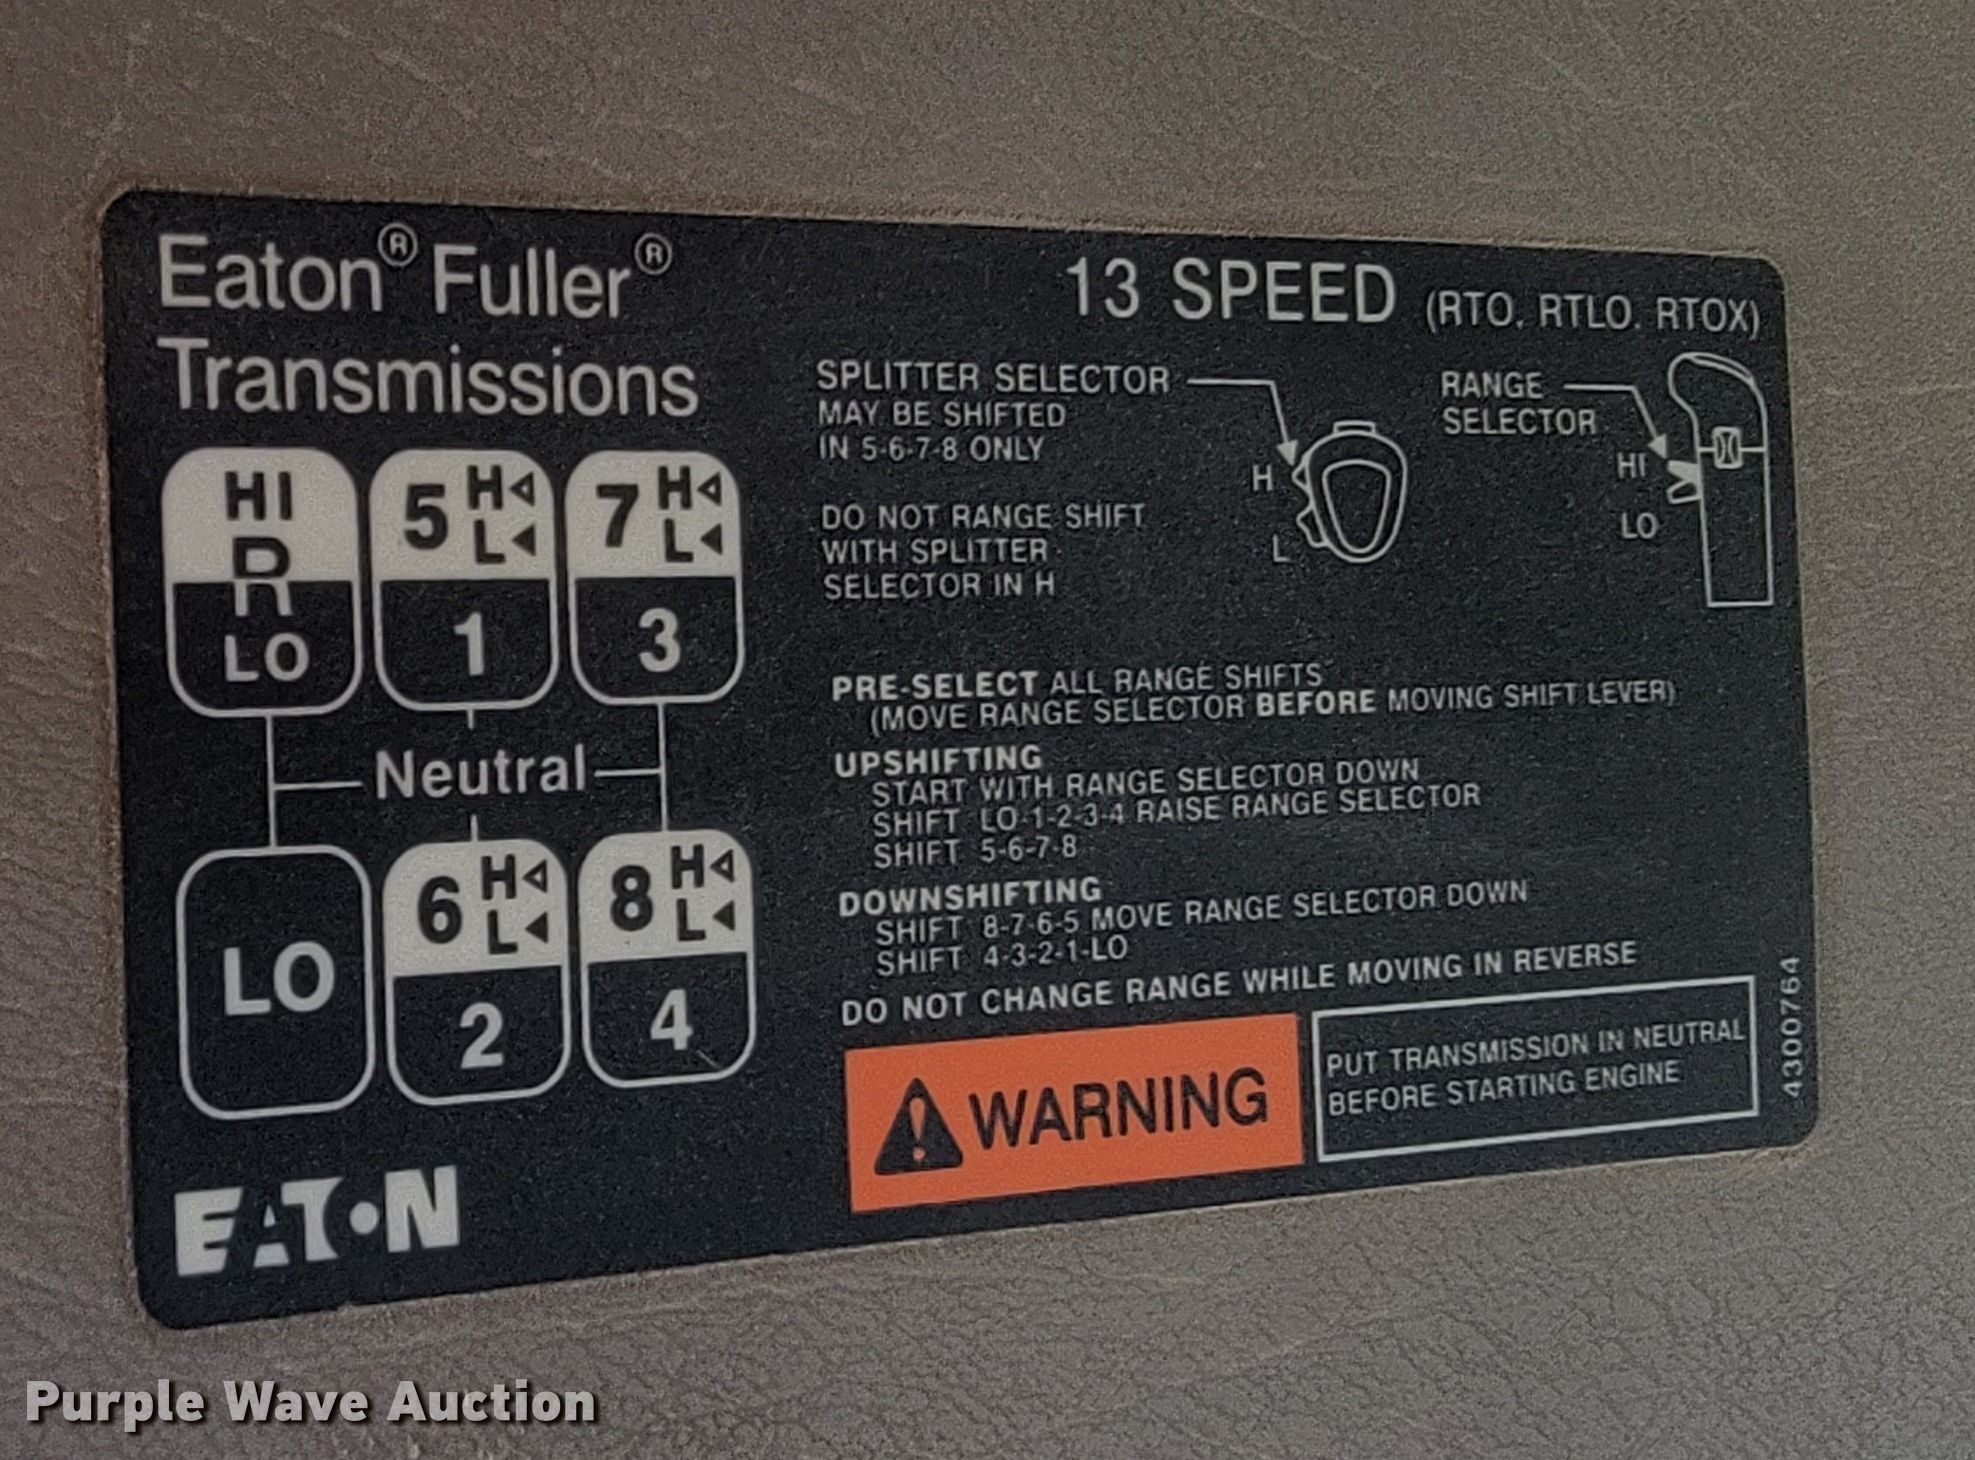 Eaton® Fuller®
Transmissions
13 SPEED (RTO, RTLO, RTOX)
HI
R
LO
5 H
L
1
7 H
L
3
Neutral
LO
6 H
L
2
8 H
L
4
EATON
SPLITTER SELECTOR
MAY BE SHIFTED
IN 5-6-7-8 ONLY
DO NOT RANGE SHIFT
WITH SPLITTER
SELECTOR IN H
H
L
RANGE
SELECTOR
HI
LO
PRE-SELECT ALL RANGE SHIFTS
(MOVE RANGE SELECTOR BEFORE MOVING SHIFT LEVER)
UPSHIFTING
START WITH RANGE SELECTOR DOWN
SHIFT LO-1-2-3-4 RAISE RANGE SELECTOR
SHIFT 5-6-7-8
DOWNSHIFTING
SHIFT 8-7-6-5 MOVE RANGE SELECTOR DOWN
SHIFT 4-3-2-1-LO
DO NOT CHANGE RANGE WHILE MOVING IN REVERSE
WARNING
PUT TRANSMISSION IN NEUTRAL
BEFORE STARTING ENGINE
4300764
Purple Wave Auction